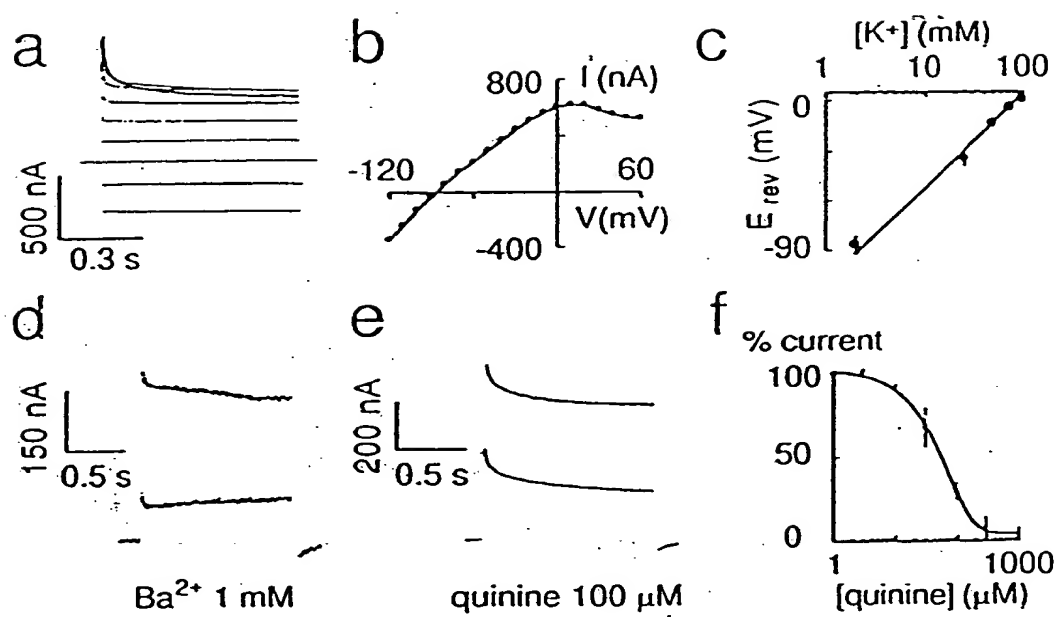 a
500 nA
0.3 s
b
800
I (nA)
-120
60
V(mV)
-400
c
[K+] (mM)
1
10
100
0
E rev (mV)
-90
d
150 nA
0.5 s
Ba²⁺ 1 mM
e
200 nA
0.5 s
quinine 100 µM
f
% current
100
50
0
1
1000
[quinine] (µM)